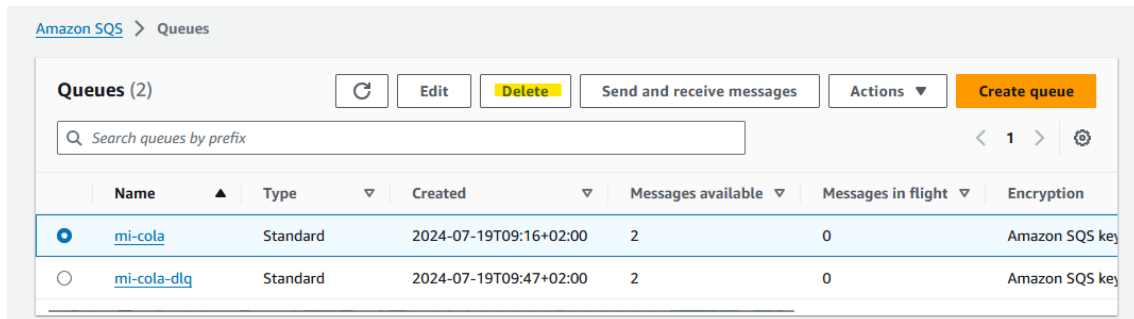 Amazon SQS > Queues
Queues (2) Edit Delete Send and receive messages Actions Create queue
Search queues by prefix 1
Name Type Created Messages available Messages in flight Encryption
mi-cola Standard 2024-07-19T09:16+02:00 2 0 Amazon SQS key
mi-cola-dlq Standard 2024-07-19T09:47+02:00 2 0 Amazon SQS key